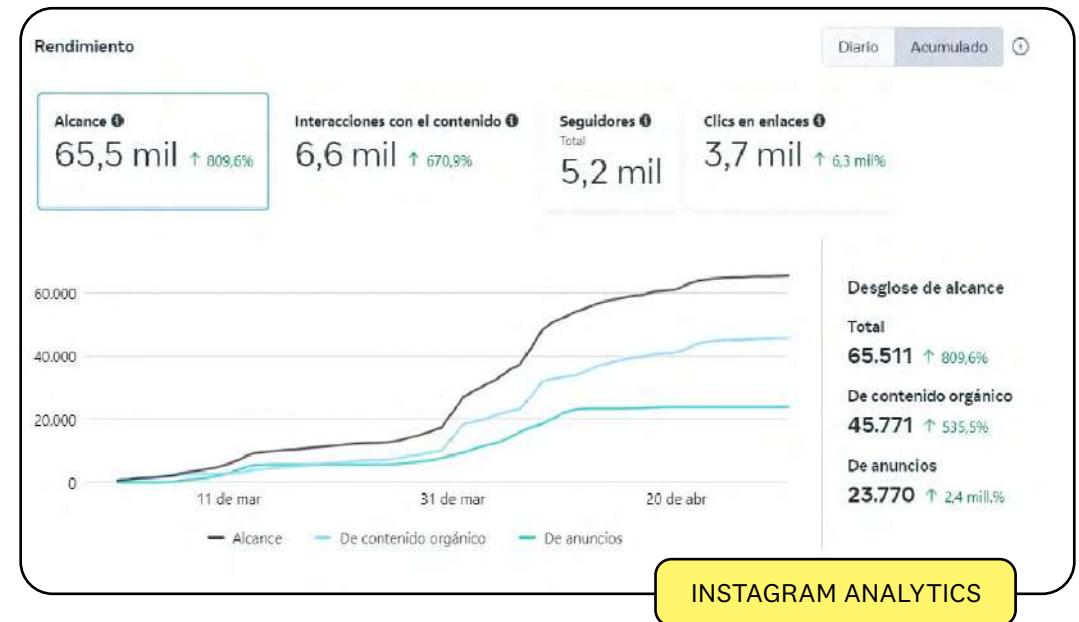 Rendimiento
Diario Acumulado
Alcance
65,5 mil ↑ 809,6%
Interacciones con el contenido
6,6 mil ↑ 670,9%
Seguidores
Total
5,2 mil
Clics en enlaces
3,7 mil ↑ 6,3 mil%
60.000
40.000
20.000
0
11 de mar 31 de mar 20 de abr
Alcance De contenido orgánico De anuncios
Desglose de alcance
Total
65.511 ↑ 809,6%
De contenido orgánico
45.771 ↑ 535,5%
De anuncios
23.770 ↑ 2,4 mill.%
INSTAGRAM ANALYTICS